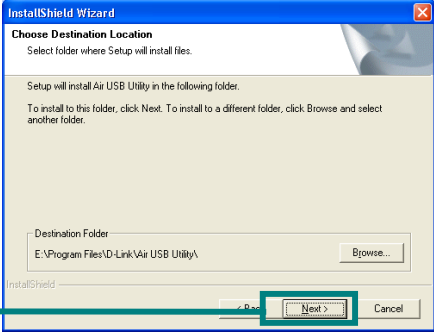 InstallShield Wizard
Choose Destination Location
Select folder where Setup will install files.
Setup will install Air USB Utility in the following folder.
To install to this folder, click Next. To install to a different folder, click Browse and select
another folder.
Destination Folder
E:\Program Files\D-Link\Air USB Utility\
Browse...
InstallShield
Next > Cancel